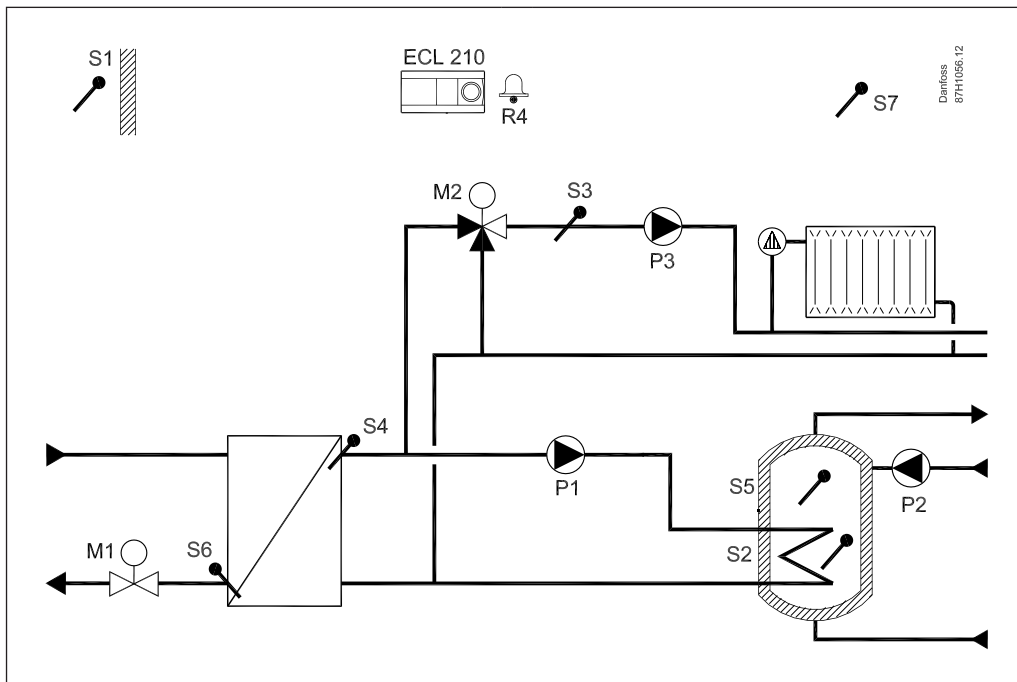 S1
ECL 210
R4
S7
Danfoss
87H1056.12
M2
S3
P3
S4
P1
S5
P2
S2
M1
S6